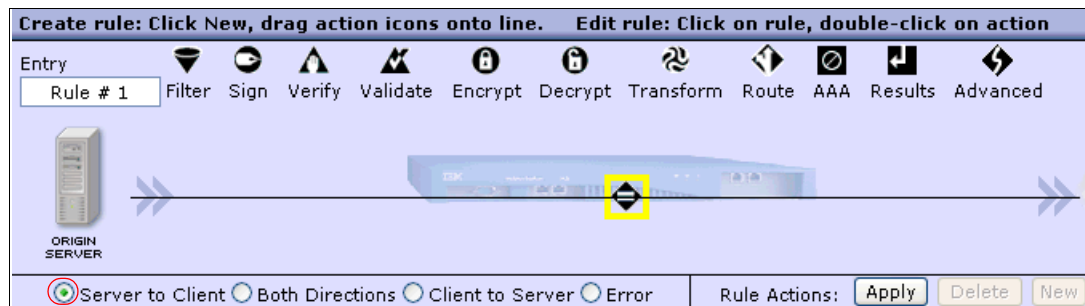 Create rule: Click New, drag action icons onto line. Edit rule: Click on rule, double-click on action
Entry
Rule # 1
Filter Sign Verify Validate Encrypt Decrypt Transform Route AAA Results Advanced
ORIGIN
SERVER
Server to Client Both Directions Client to Server Error Rule Actions: Apply Delete New